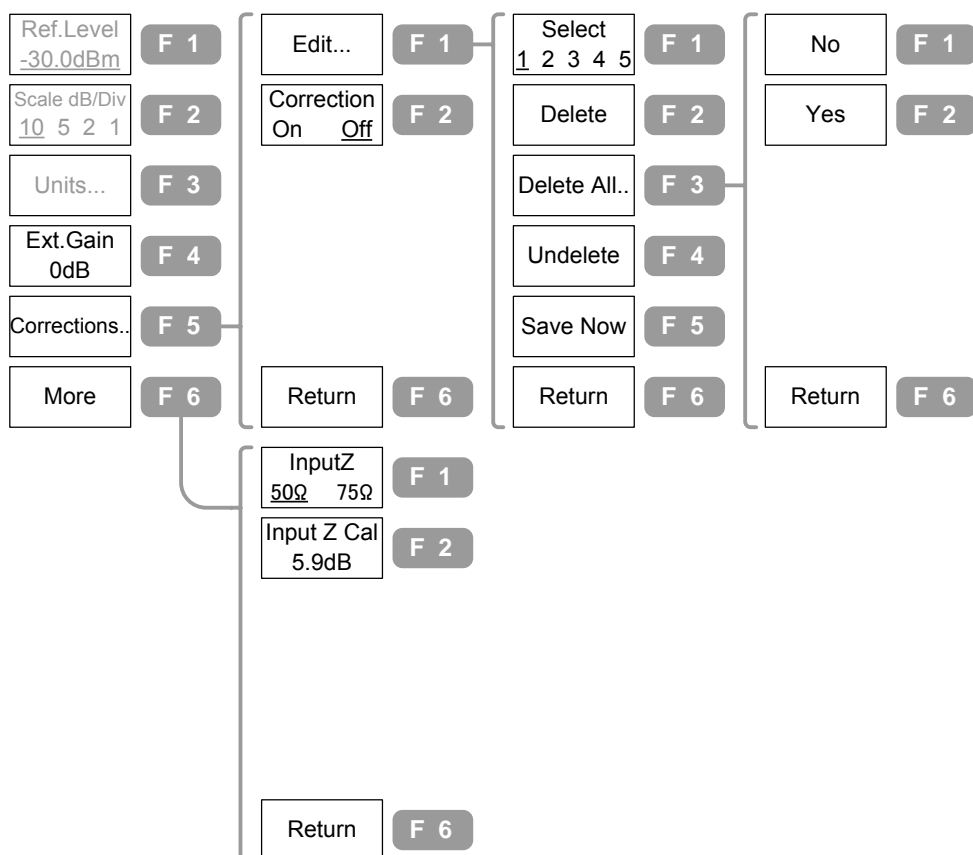 Ref.Level
-30.0dBm
F 1
Scale dB/Div
10 5 2 1
F 2
Units...
F 3
Ext.Gain
0dB
F 4
Corrections..
F 5
More
F 6
Edit...
F 1
Correction
On Off
F 2
Return
F 6
Select
1 2 3 4 5
F 1
Delete
F 2
Delete All..
F 3
Undelete
F 4
Save Now
F 5
Return
F 6
No
F 1
Yes
F 2
Return
F 6
InputZ
50Ω 75Ω
F 1
Input Z Cal
5.9dB
F 2
Return
F 6